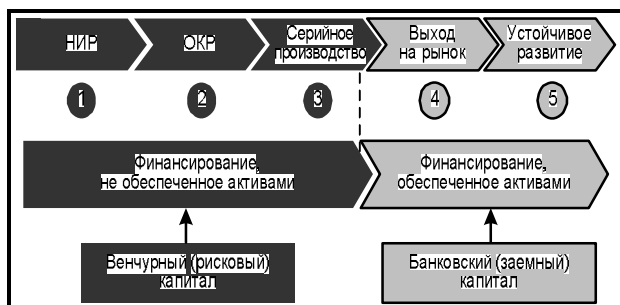 НИР
ОКР
Серийное
производство
Выход
на рынок
Устойчивое
развитие
1
2
3
4
5
Финансирование,
не обеспеченное активами
Финансирование,
обеспеченное активами
Венчурный (рисковый)
капитал
Банковский (заемный)
капитал